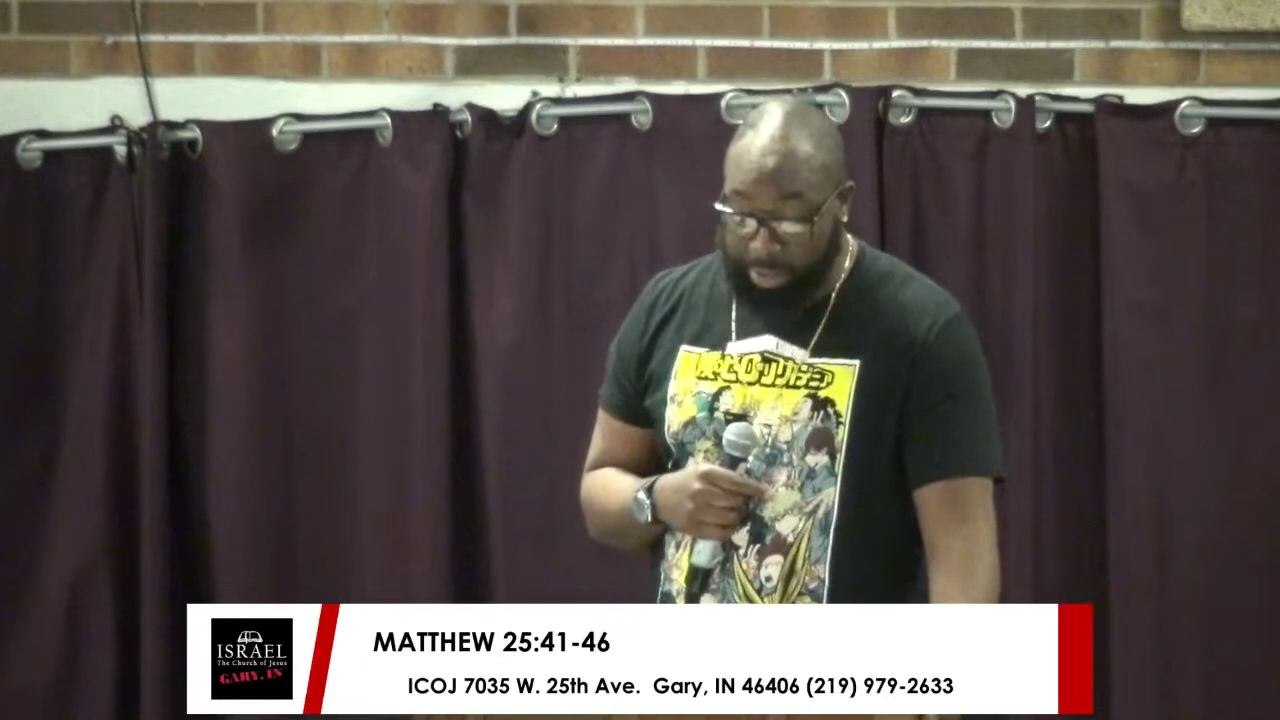 MATTHEW 25:41-46
ISRAEL
The Church of Jesus
GARY, IN
ICOJ 7035 W. 25th Ave. Gary, IN 46406 (219) 979-2633